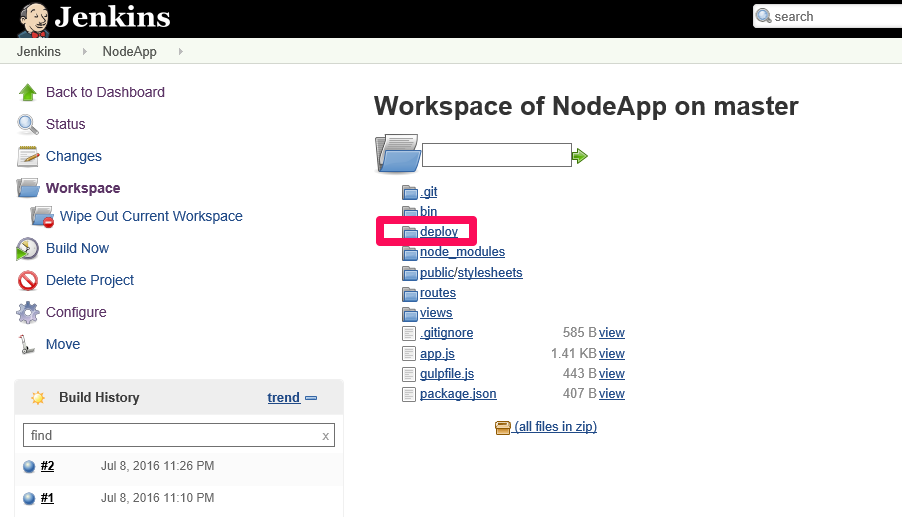 Jenkins
search
Jenkins NodeApp
Back to Dashboard
Status
Changes
Workspace
Wipe Out Current Workspace
Build Now
Delete Project
Configure
Move
Build History trend
find x
#2 Jul 8, 2016 11:26 PM
#1 Jul 8, 2016 11:10 PM
Workspace of NodeApp on master
.git
bin
deploy
node_modules
public/stylesheets
routes
views
.gitignore 585 B view
app.js 1.41 KB view
gulpfile.js 443 B view
package.json 407 B view
(all files in zip)